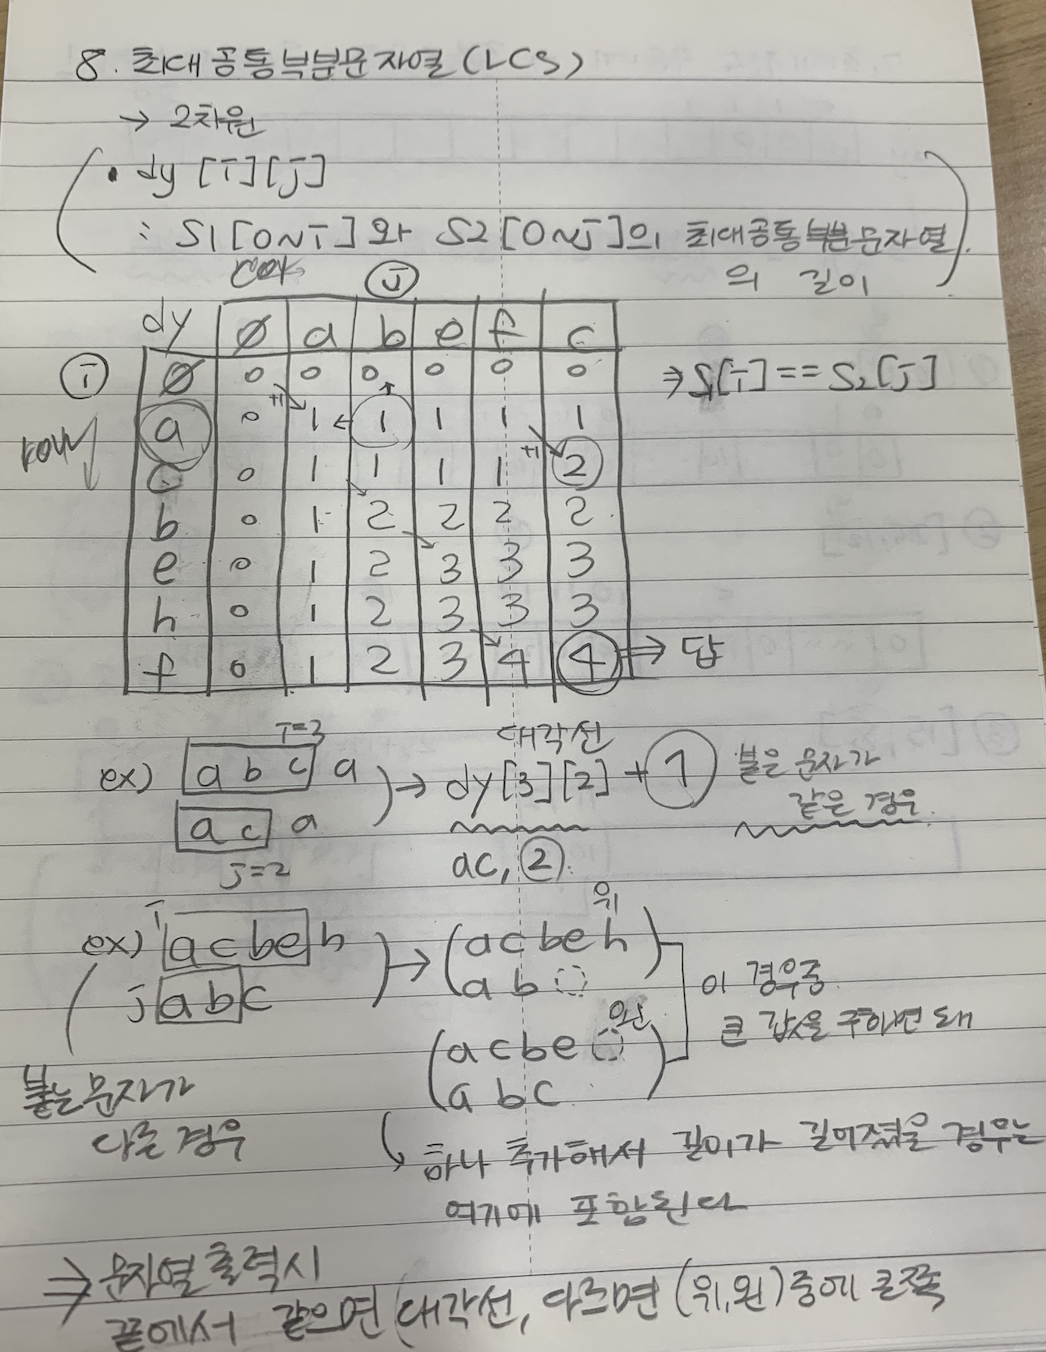 8. 최대공통부분문자열(LCS)
→ 2차원
• dy[i][j]
: S1[0~i]와 S2[0~j]의 최대공통부분문자열
의 길이
j
dy ∅ a b e f c
i ∅ 0 0 0 0 0 0 ⇒ S1[i]==S2[j]
row a 0 +1 1 ← 1 1 1 1
c 0 1 1 1 1 +1 2
b 0 1 2 2 2 2
e 0 1 2 3 3 3
h 0 1 2 3 3 3
f 0 1 2 3 4 4 ⇒ 답
i=3 대각선
ex) a b c a → dy[3][2] + 1 붙은 문자가
a c a 같은 경우.
j=2 ac, 2
위
ex) i acbe h → (acbeh
j ab c ab ) 이 경우중
왼 큰 값을 구하면 돼
(acbe
abc )
붙는 문자가
다른 경우
하나 추가해서 길이가 길어졌을 경우는
여기에 포함된다
⇒ 문자열 출력시
끝에서 같으면 (대각선, 다르면 (위,왼)중에 큰쪽